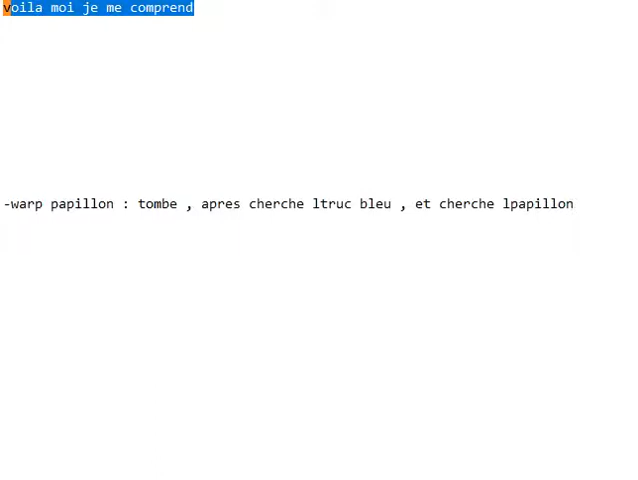 voila moi je me comprend
-warp papillon : tombe , apres cherche ltruc bleu , et cherche lpapillon